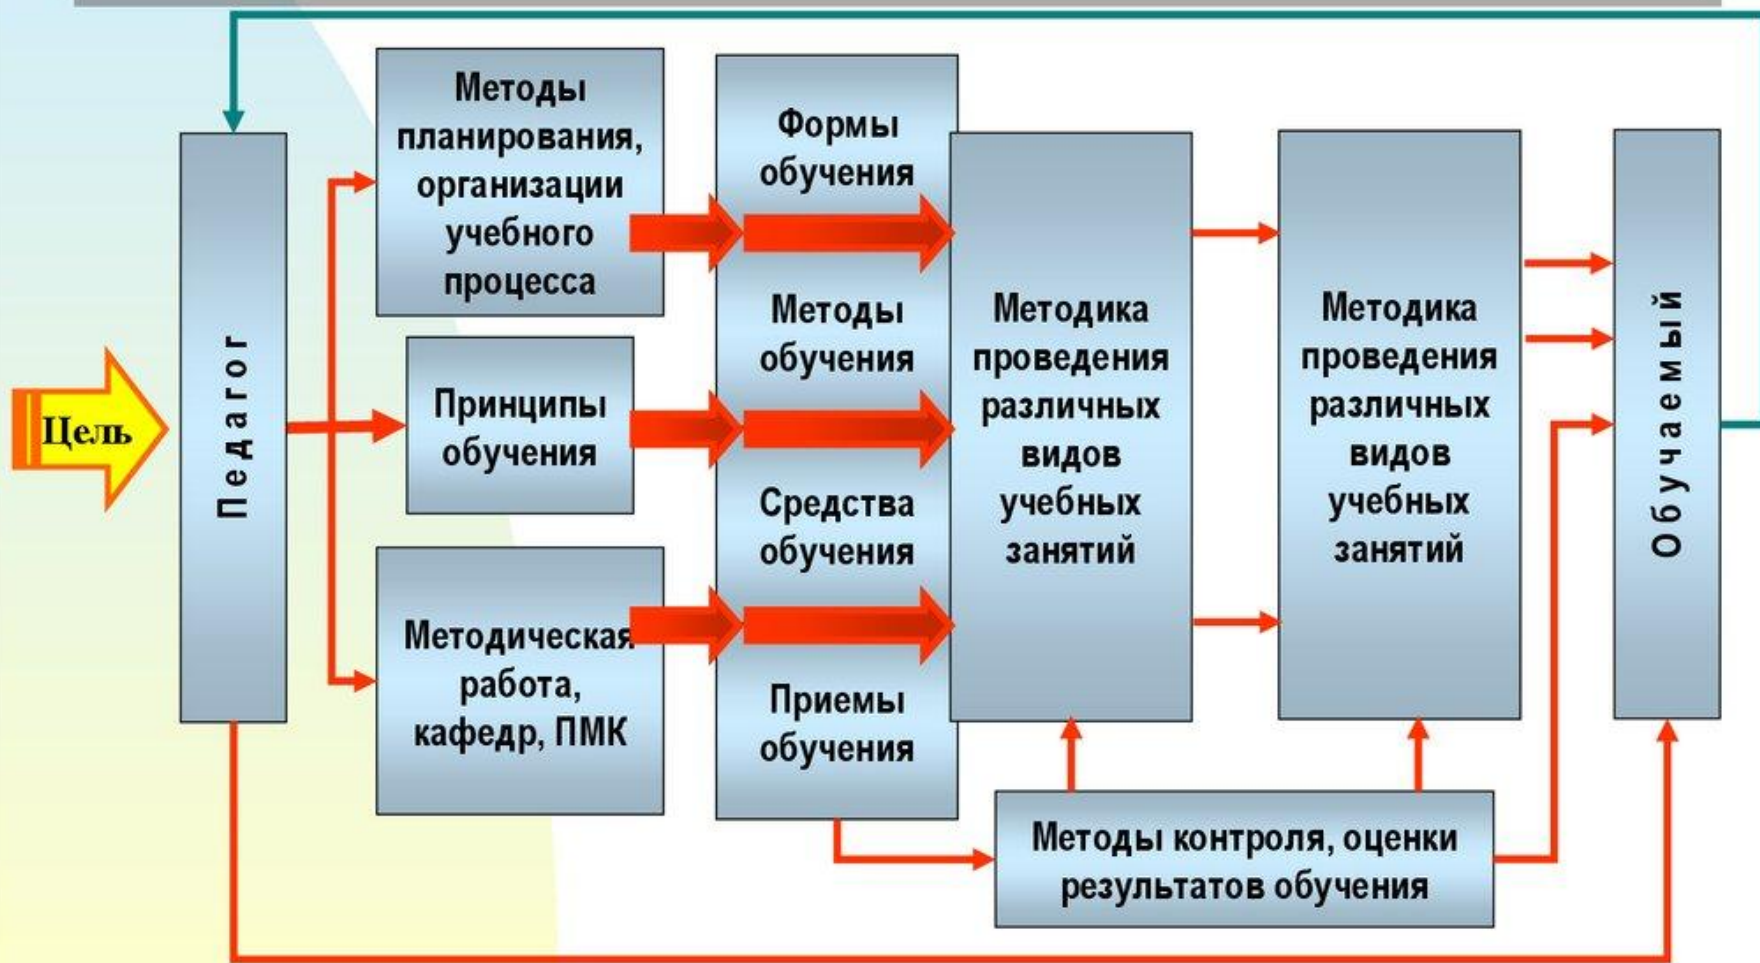 Цель
Педагог
Методы
планирования,
организации
учебного
процесса
Принципы
обучения
Методическая
работа,
кафедр, ПМК
Формы
обучения
Методы
обучения
Средства
обучения
Приемы
обучения
Методика
проведения
различных
видов
учебных
занятий
Методика
проведения
различных
видов
учебных
занятий
Обучаемый
Методы контроля, оценки
результатов обучения